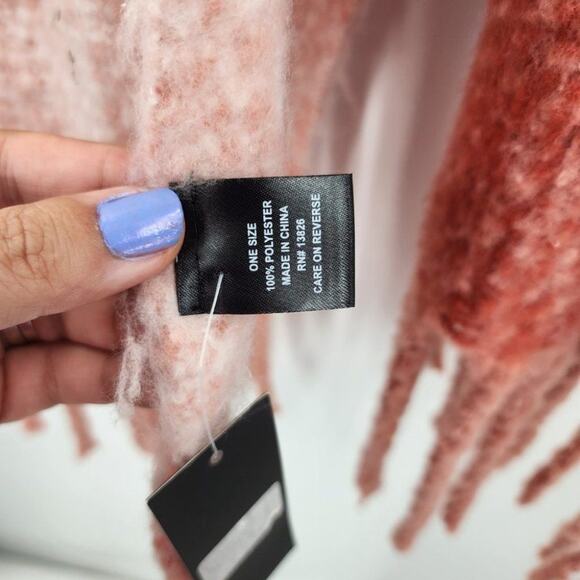 ONE SIZE
100% POLYESTER
MADE IN CHINA
RN# 13826
CARE ON REVERSE